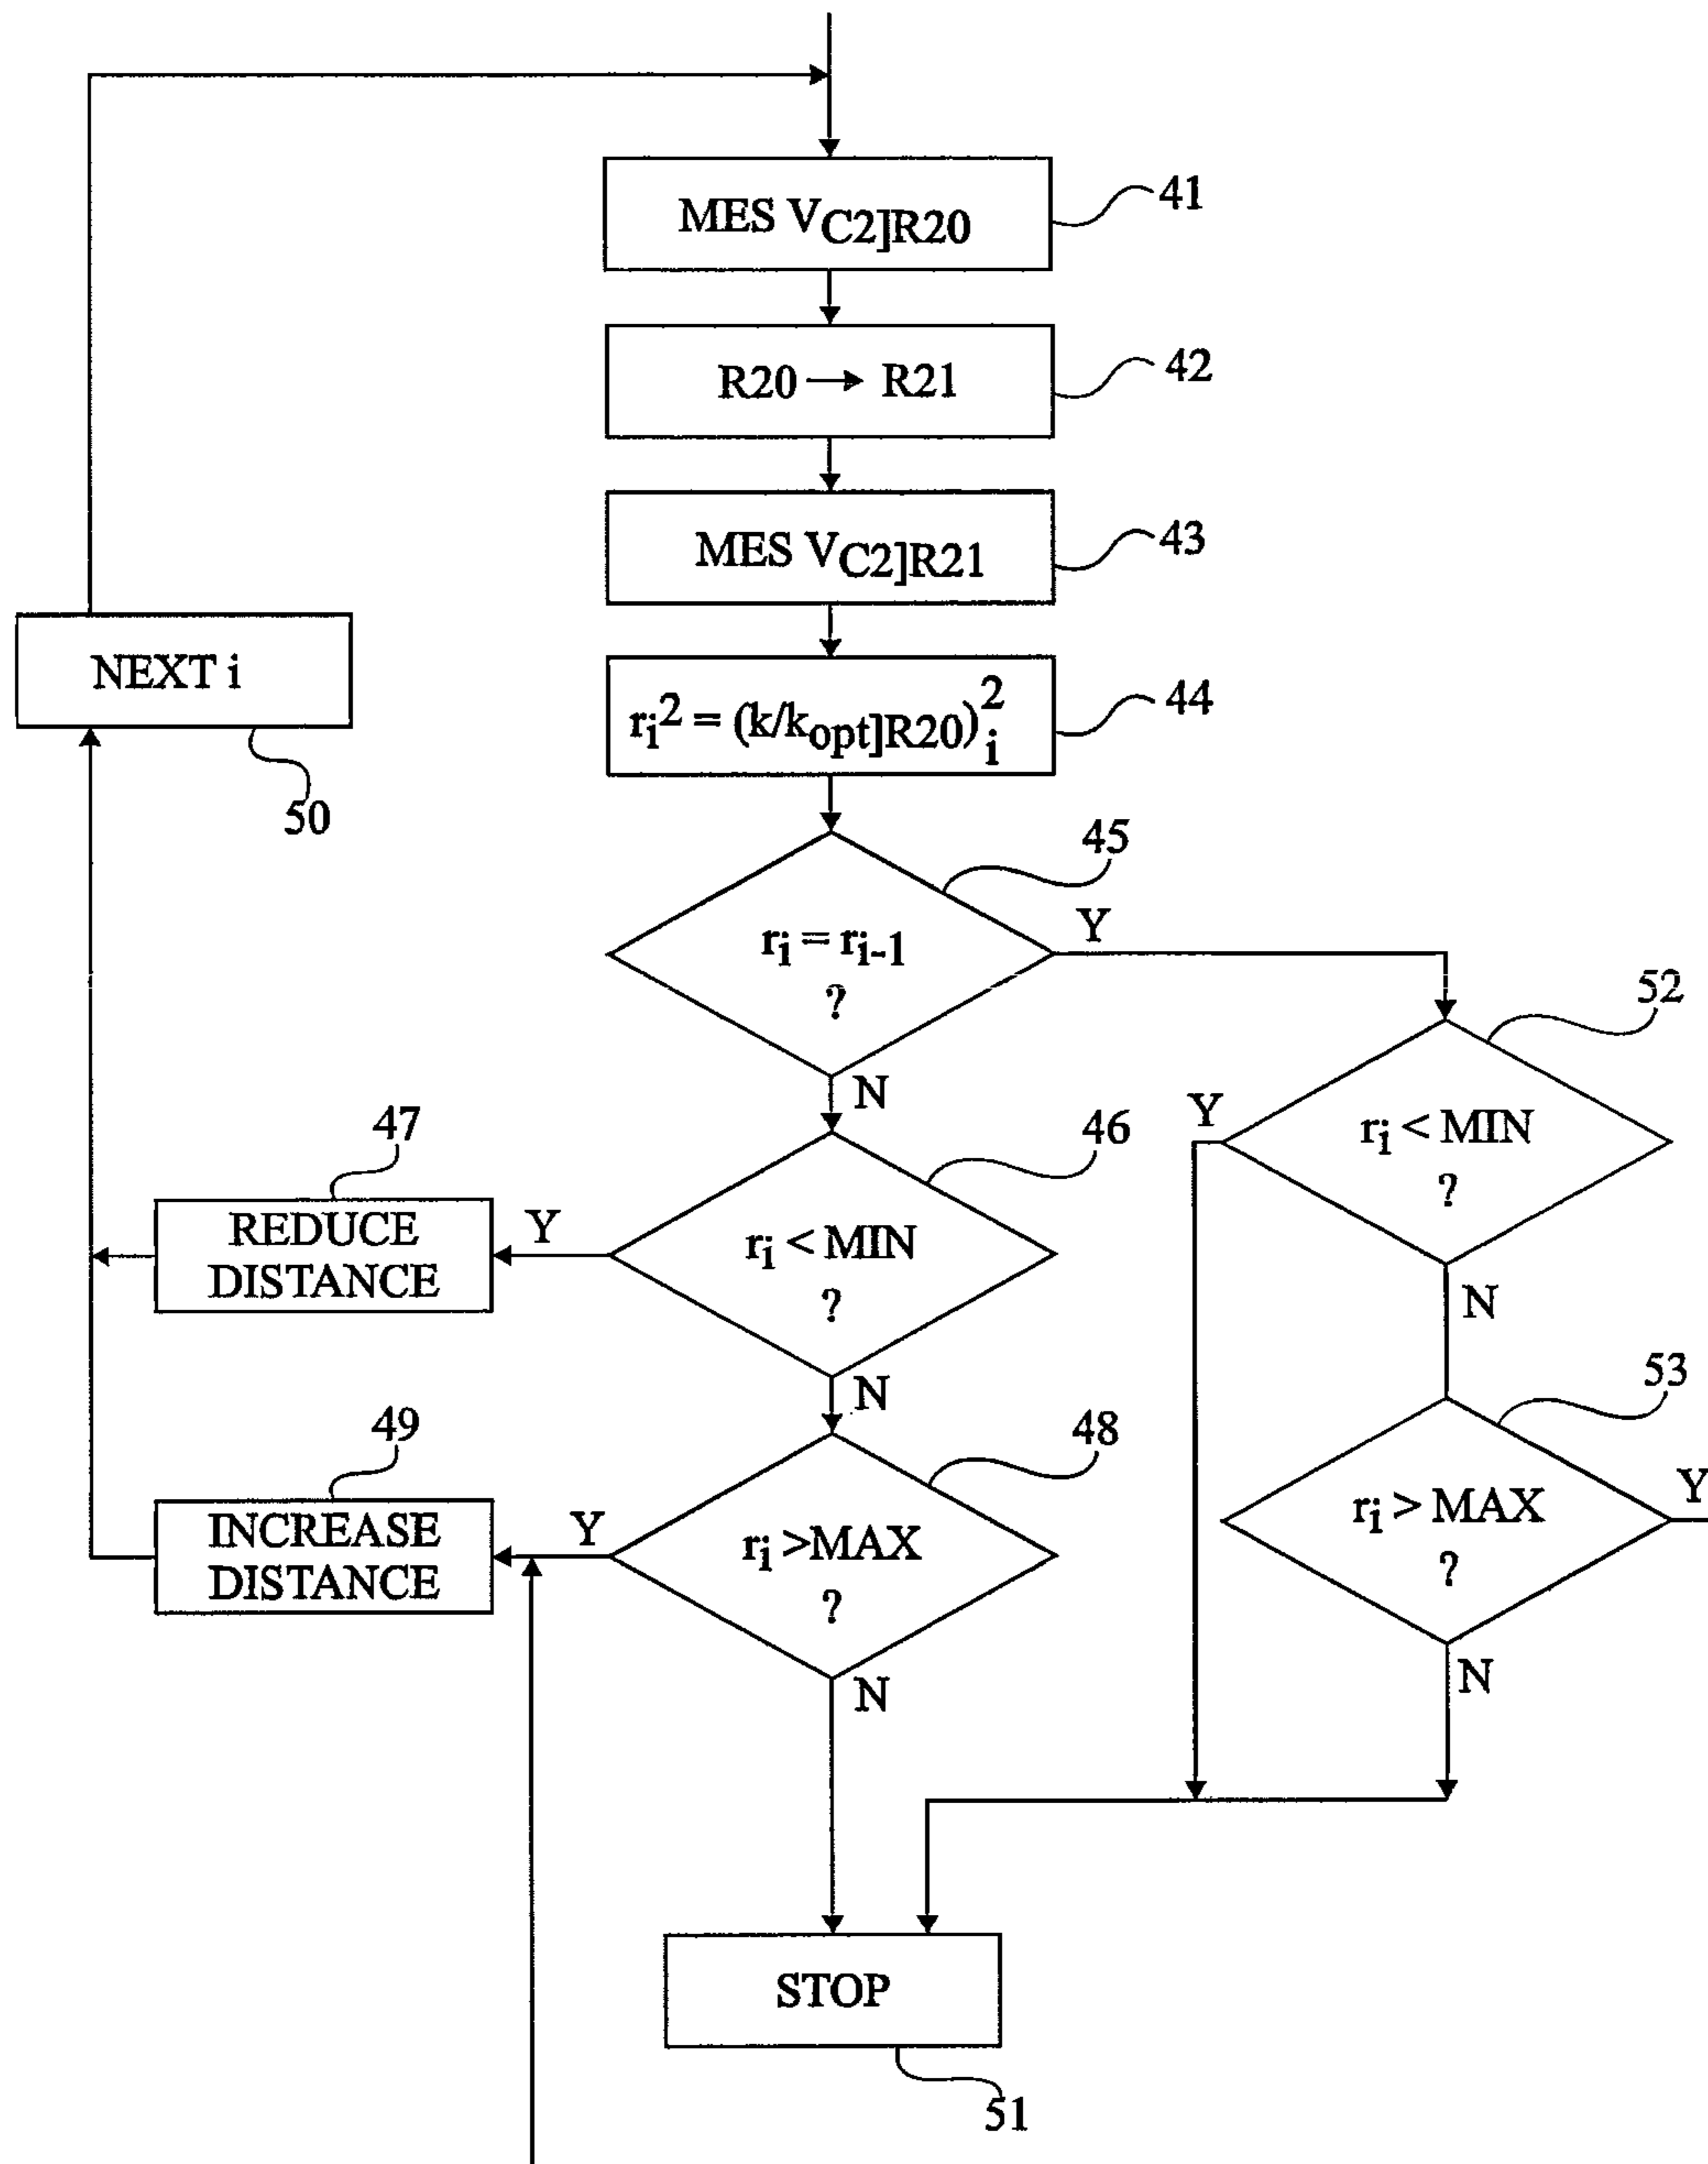 MES VC2]R20
41
R20 → R21
42
MES VC2]R21
43
NEXT i
50
ri² = (k/kopt]R20)i²
44
45
ri = ri-1
?
Y
N
52
ri < MIN
?
Y
N
47
REDUCE
DISTANCE
Y
46
ri < MIN
?
N
53
ri > MAX
?
Y
N
49
INCREASE
DISTANCE
Y
48
ri >MAX
?
N
STOP
51